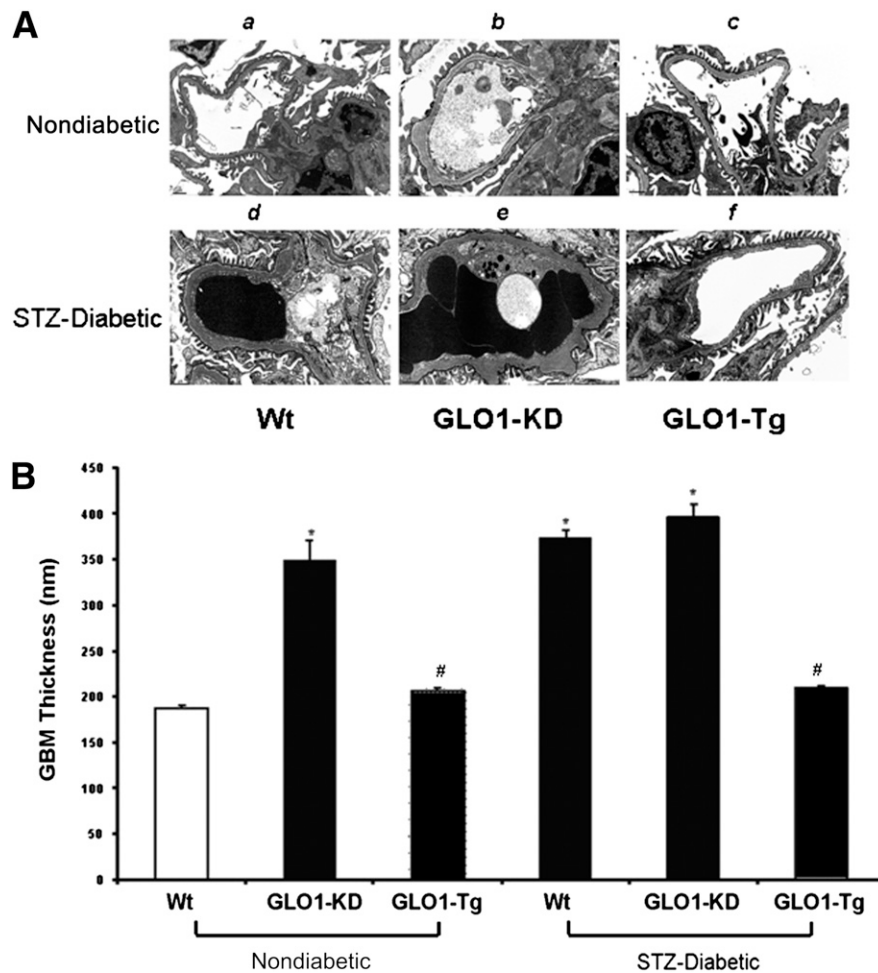 A
a b c
Nondiabetic
d e f
STZ-Diabetic
Wt GLO1-KD GLO1-Tg
B
GBM Thickness (nm)
450
400
350
300
250
200
150
100
50
0
* # * * #
Wt GLO1-KD GLO1-Tg Wt GLO1-KD GLO1-Tg
Nondiabetic STZ-Diabetic